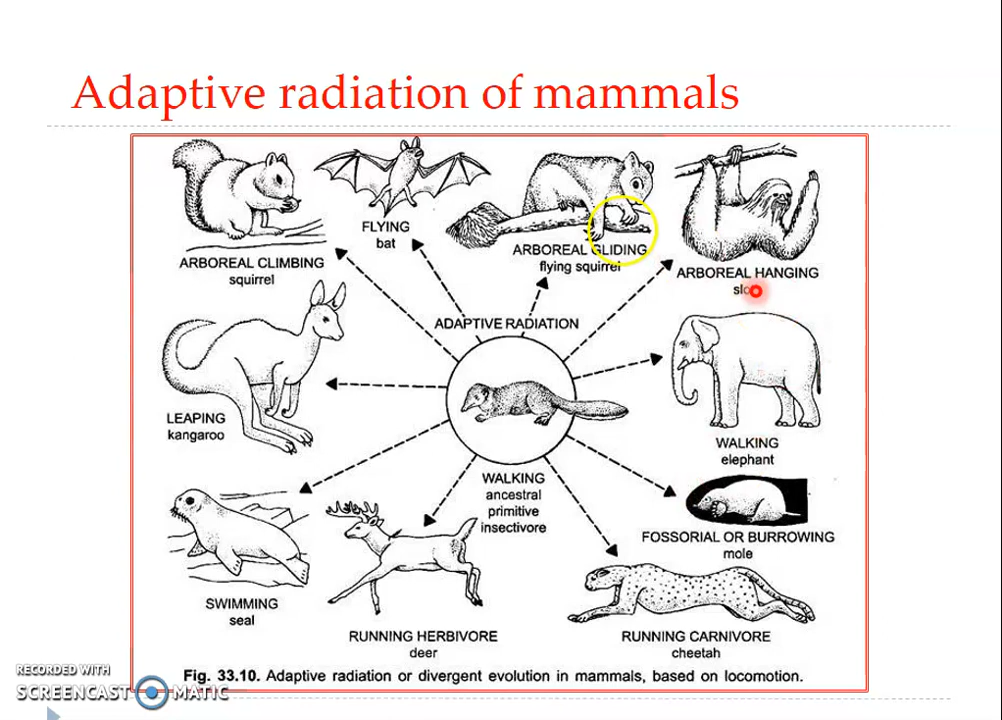 Adaptive radiation of mammals
FLYING
bat
ARBOREAL CLIMBING
squirrel
ARBOREAL GLIDING
flying squirrel
ARBOREAL HANGING
ADAPTIVE RADIATION
LEAPING
kangaroo
WALKING
elephant
WALKING
ancestral
primitive
insectivore
FOSSORIAL OR BURROWING
mole
SWIMMING
seal
RUNNING HERBIVORE
deer
RUNNING CARNIVORE
cheetah
Fig. 33.10. Adaptive radiation or divergent evolution in mammals, based on locomotion.
RECORDED WITH
SCREENCAST MATIC